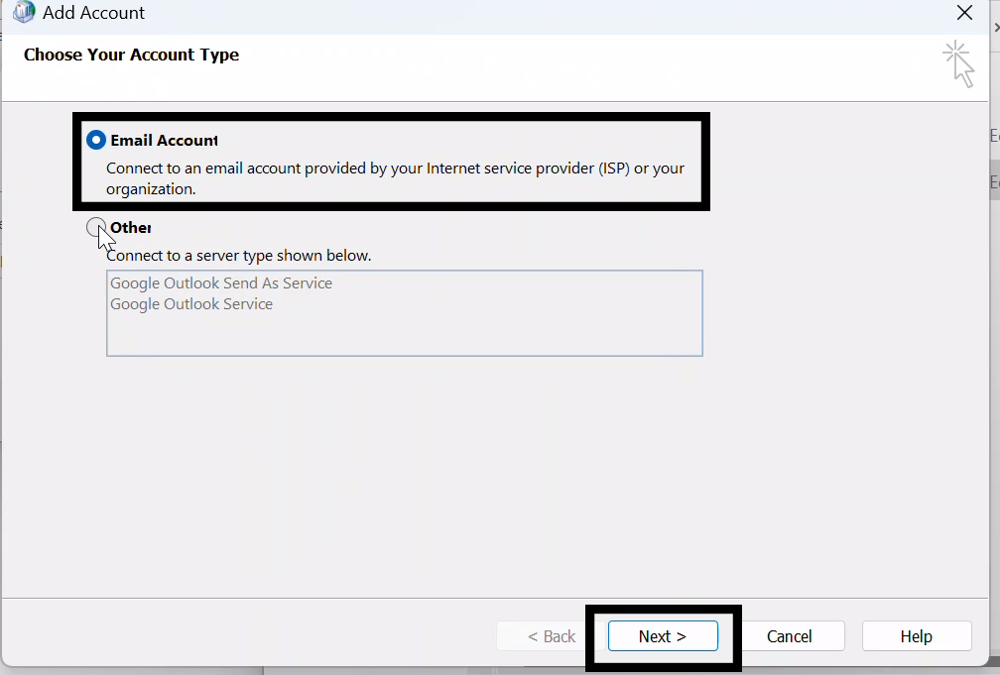 Add Account
Choose Your Account Type
Email Account
Connect to an email account provided by your Internet service provider (ISP) or your
organization.
Other
Connect to a server type shown below.
Google Outlook Send As Service
Google Outlook Service
< Back
Next >
Cancel
Help